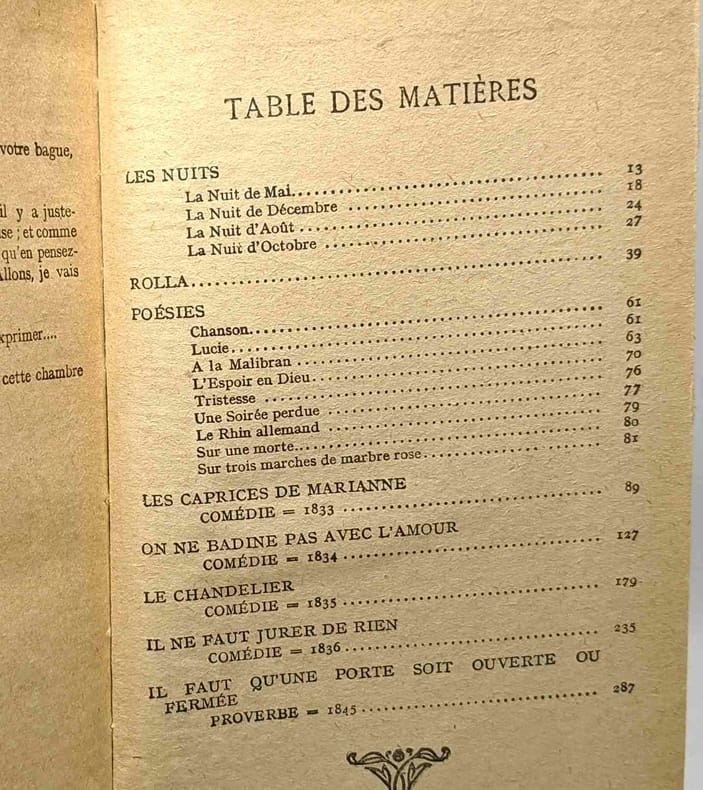 votre bague,
il y a juste-
se ; et comme
qu'en pensez-
Allons, je vais
xprimer....
cette chambre
TABLE DES MATIÈRES
LES NUITS
La Nuit de Mai. 13
La Nuit de Décembre 18
La Nuit d'Août 24
La Nuit d'Octobre 27
ROLLA 39
POÉSIES
Chanson. 61
Lucie 61
A la Malibran 63
L'Espoir en Dieu 70
Tristesse 76
Une Soirée perdue 77
Le Rhin allemand 79
Sur une morte. 80
Sur trois marches de marbre rose 81
LES CAPRICES DE MARIANNE
COMÉDIE = 1833 89
ON NE BADINE PAS AVEC L'AMOUR
COMÉDIE = 1834 127
LE CHANDELIER
COMÉDIE = 1835 179
IL NE FAUT JURER DE RIEN
COMÉDIE = 1836 235
IL FAUT QU'UNE PORTE SOIT OUVERTE OU
FERMÉE
PROVERBE = 1845 287